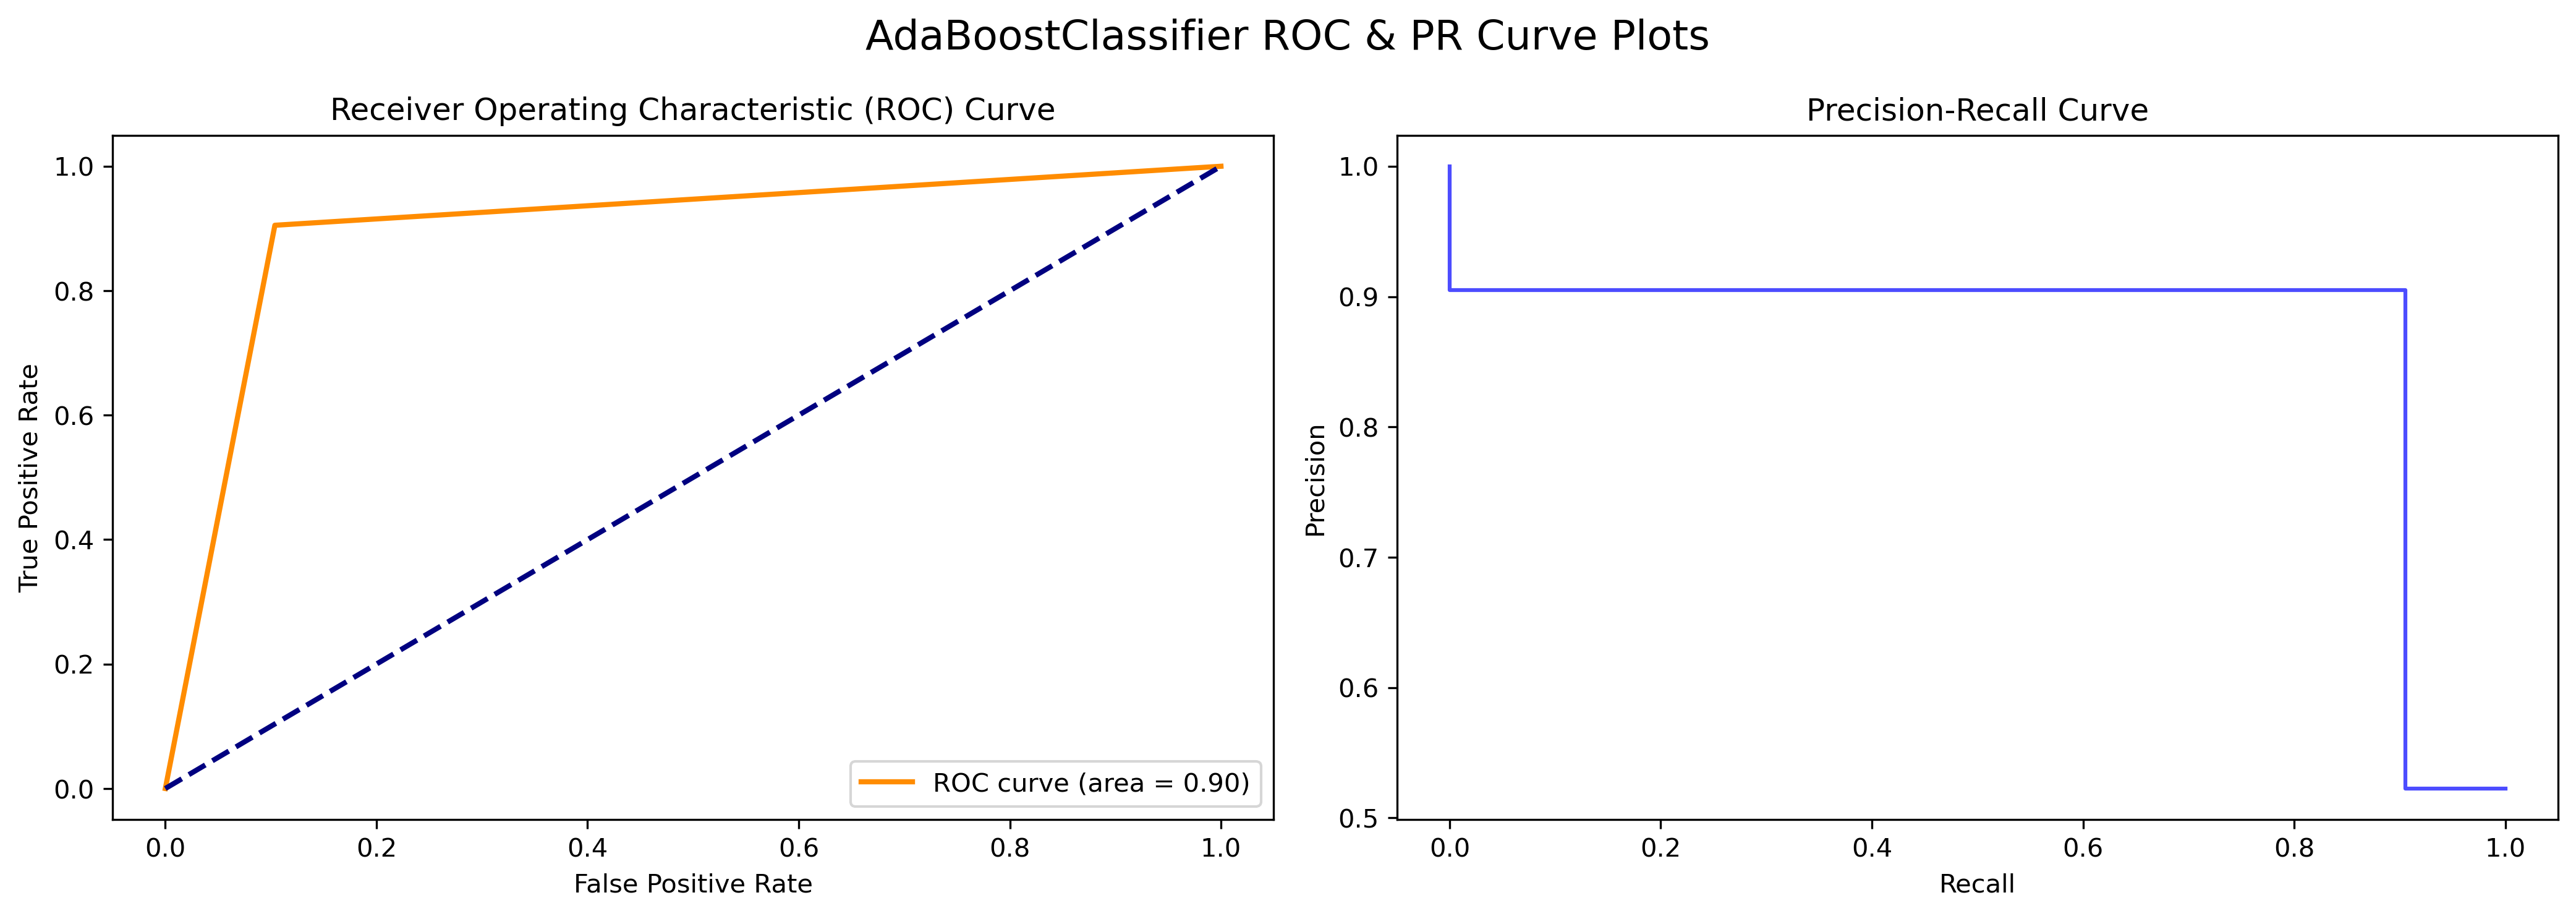 AdaBoostClassifier ROC & PR Curve Plots
Receiver Operating Characteristic (ROC) Curve
True Positive Rate
1.0
0.8
0.6
0.4
0.2
0.0
ROC curve (area = 0.90)
0.0 0.2 0.4 0.6 0.8 1.0
False Positive Rate
Precision-Recall Curve
Precision
1.0
0.9
0.8
0.7
0.6
0.5
0.0 0.2 0.4 0.6 0.8 1.0
Recall